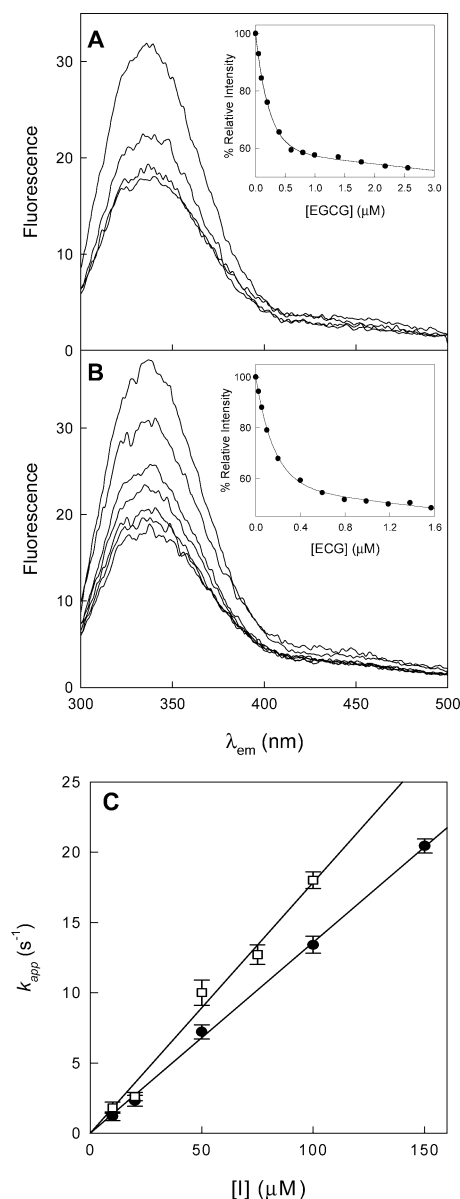 A
Fluorescence
30
20
10
0
% Relative Intensity
100
80
60
0.0 0.5 1.0 1.5 2.0 2.5 3.0
[EGCG] (μM)
B
Fluorescence
30
20
10
0
% Relative Intensity
100
80
60
0.0 0.4 0.8 1.2 1.6
[ECG] (μM)
300 350 400 450 500
λem (nm)
C
kapp (s-1)
25
20
15
10
5
0
0 50 100 150
[I] (μM)